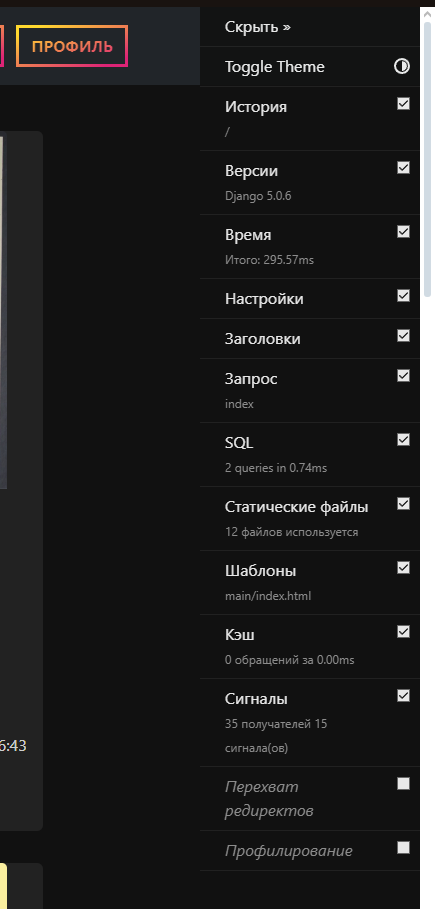 ПРОФИЛЬ
Скрыть »
Toggle Theme
История
/
Версии
Django 5.0.6
Время
Итого: 295.57ms
Настройки
Заголовки
Запрос
index
SQL
2 queries in 0.74ms
Статические файлы
12 файлов используется
Шаблоны
main/index.html
Кэш
0 обращений за 0.00ms
Сигналы
35 получателей 15
сигнала(ов)
6:43
Перехват
редиректов
Профилирование